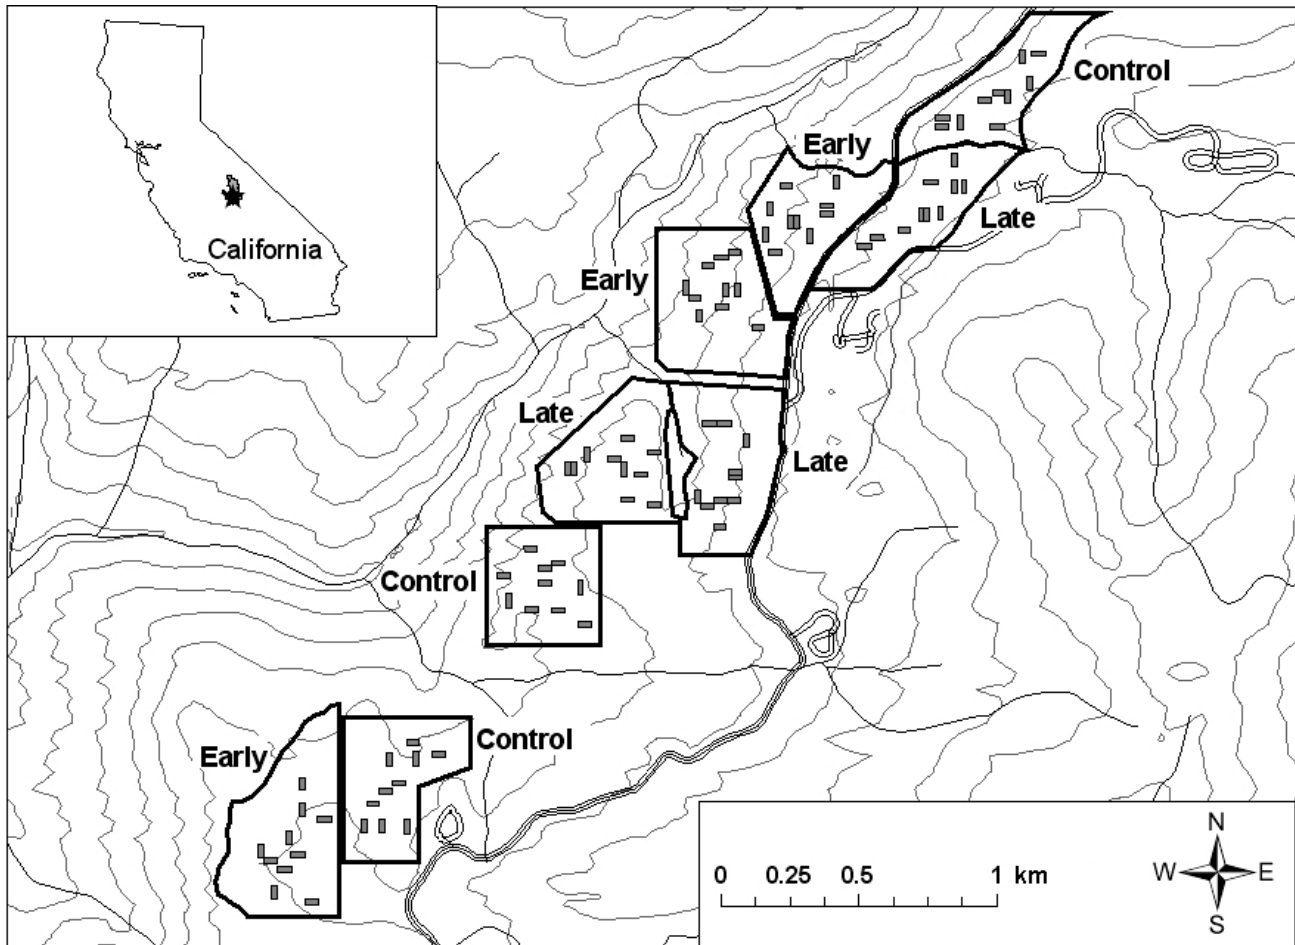 California
Control
Early
Late
Early
Late
Late
Control
Control
Early
0 0.25 0.5 1 km
N
W E
S